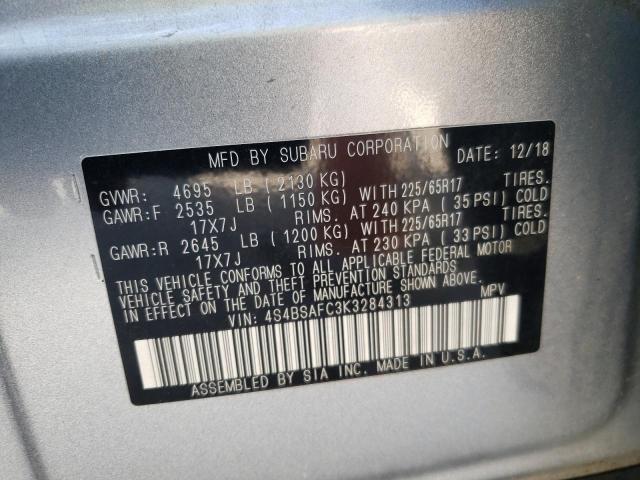 MFD BY SUBARU CORPORATION DATE: 12/18
GVWR: 4695 LB (2130 KG)
GAWR:F 2535 LB (1150 KG) WITH 225/65R17 TIRES.
17X7J RIMS. AT 240 KPA (35 PSI) COLD
GAWR:R 2645 LB (1200 KG) WITH 225/65R17 TIRES.
17X7J RIMS. AT 230 KPA (33 PSI) COLD
THIS VEHICLE CONFORMS TO ALL APPLICABLE FEDERAL MOTOR
VEHICLE SAFETY AND THEFT PREVENTION STANDARDS
IN EFFECT ON THE DATE OF MANUFACTURE SHOWN ABOVE.
VIN: 4S4BSAFC3K3284313 MPV
ASSEMBLED BY SIA INC. MADE IN U.S.A.